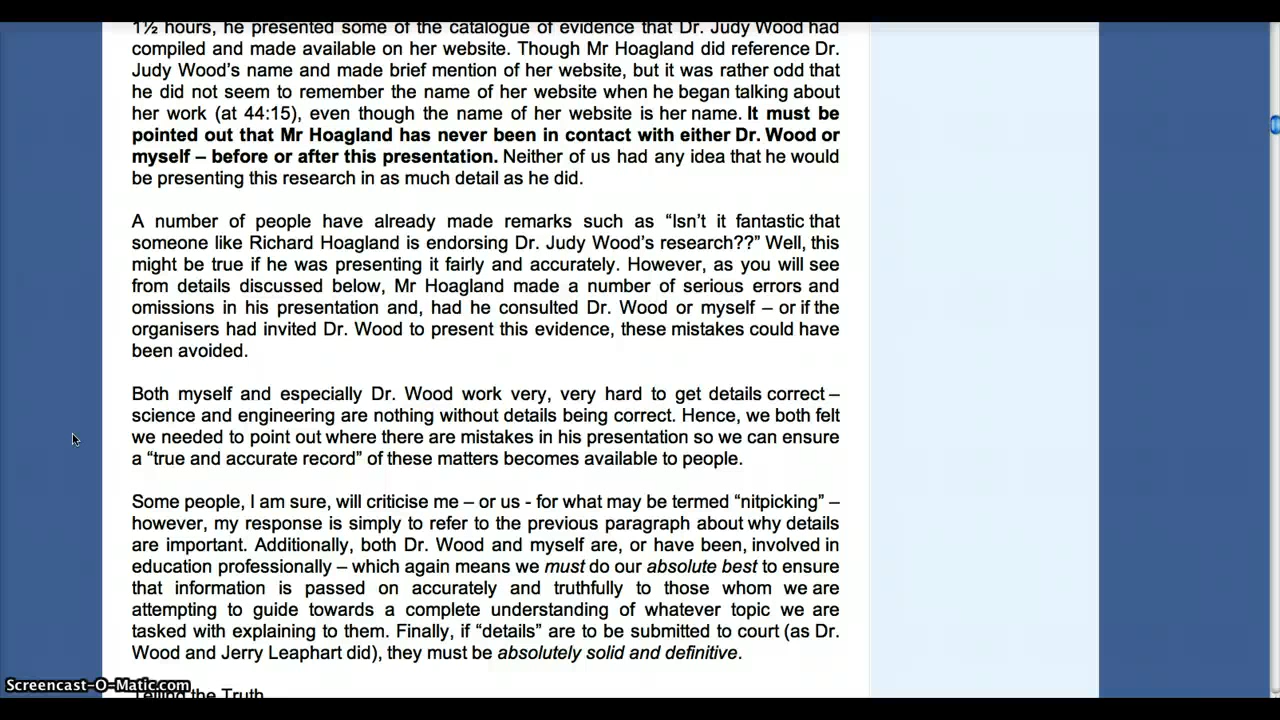 1½ hours, he presented some of the catalogue of evidence that Dr. Judy Wood had
compiled and made available on her website. Though Mr Hoagland did reference Dr.
Judy Wood's name and made brief mention of her website, but it was rather odd that
he did not seem to remember the name of her website when he began talking about
her work (at 44:15), even though the name of her website is her name. It must be
pointed out that Mr Hoagland has never been in contact with either Dr. Wood or
myself – before or after this presentation. Neither of us had any idea that he would
be presenting this research in as much detail as he did.
A number of people have already made remarks such as “Isn't it fantastic that
someone like Richard Hoagland is endorsing Dr. Judy Wood's research??” Well, this
might be true if he was presenting it fairly and accurately. However, as you will see
from details discussed below, Mr Hoagland made a number of serious errors and
omissions in his presentation and, had he consulted Dr. Wood or myself – or if the
organisers had invited Dr. Wood to present this evidence, these mistakes could have
been avoided.
Both myself and especially Dr. Wood work very, very hard to get details correct –
science and engineering are nothing without details being correct. Hence, we both felt
we needed to point out where there are mistakes in his presentation so we can ensure
a “true and accurate record” of these matters becomes available to people.
Some people, I am sure, will criticise me – or us - for what may be termed “nitpicking” –
however, my response is simply to refer to the previous paragraph about why details
are important. Additionally, both Dr. Wood and myself are, or have been, involved in
education professionally – which again means we must do our absolute best to ensure
that information is passed on accurately and truthfully to those whom we are
attempting to guide towards a complete understanding of whatever topic we are
tasked with explaining to them. Finally, if “details” are to be submitted to court (as Dr.
Wood and Jerry Leaphart did), they must be absolutely solid and definitive.
Telling the Truth
Screencast-O-Matic.com